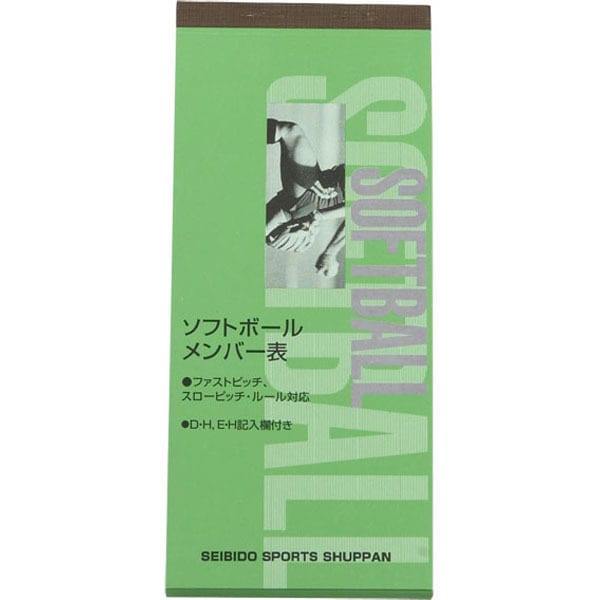 SOFTBALL
SOFTBALL
ソフトボール
メンバー表
●ファストピッチ、
スローピッチ・ルール対応
●D・H, E・H記入欄付き
SEIBIDO SPORTS SHUPPAN